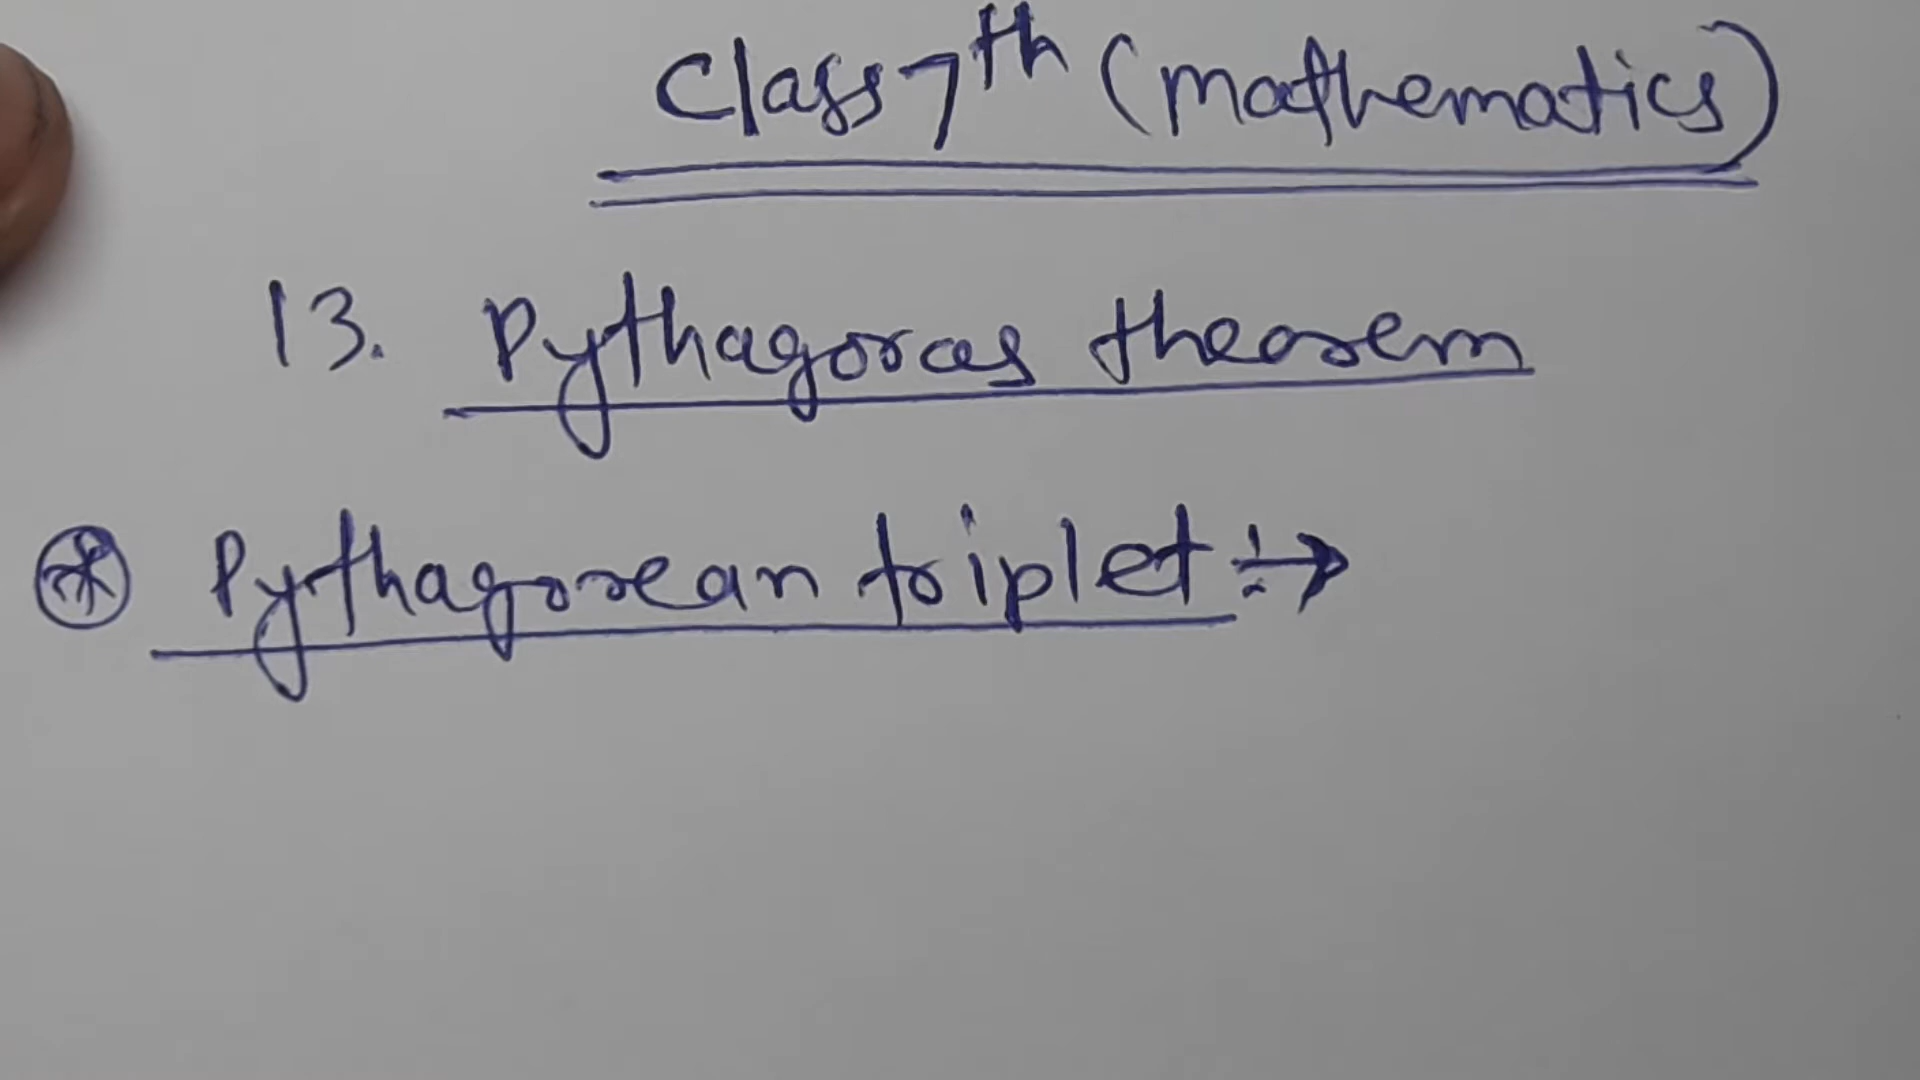 Class 7th (Mathematics)
13. Pythagoras theorem
* Pythagorean triplet :→